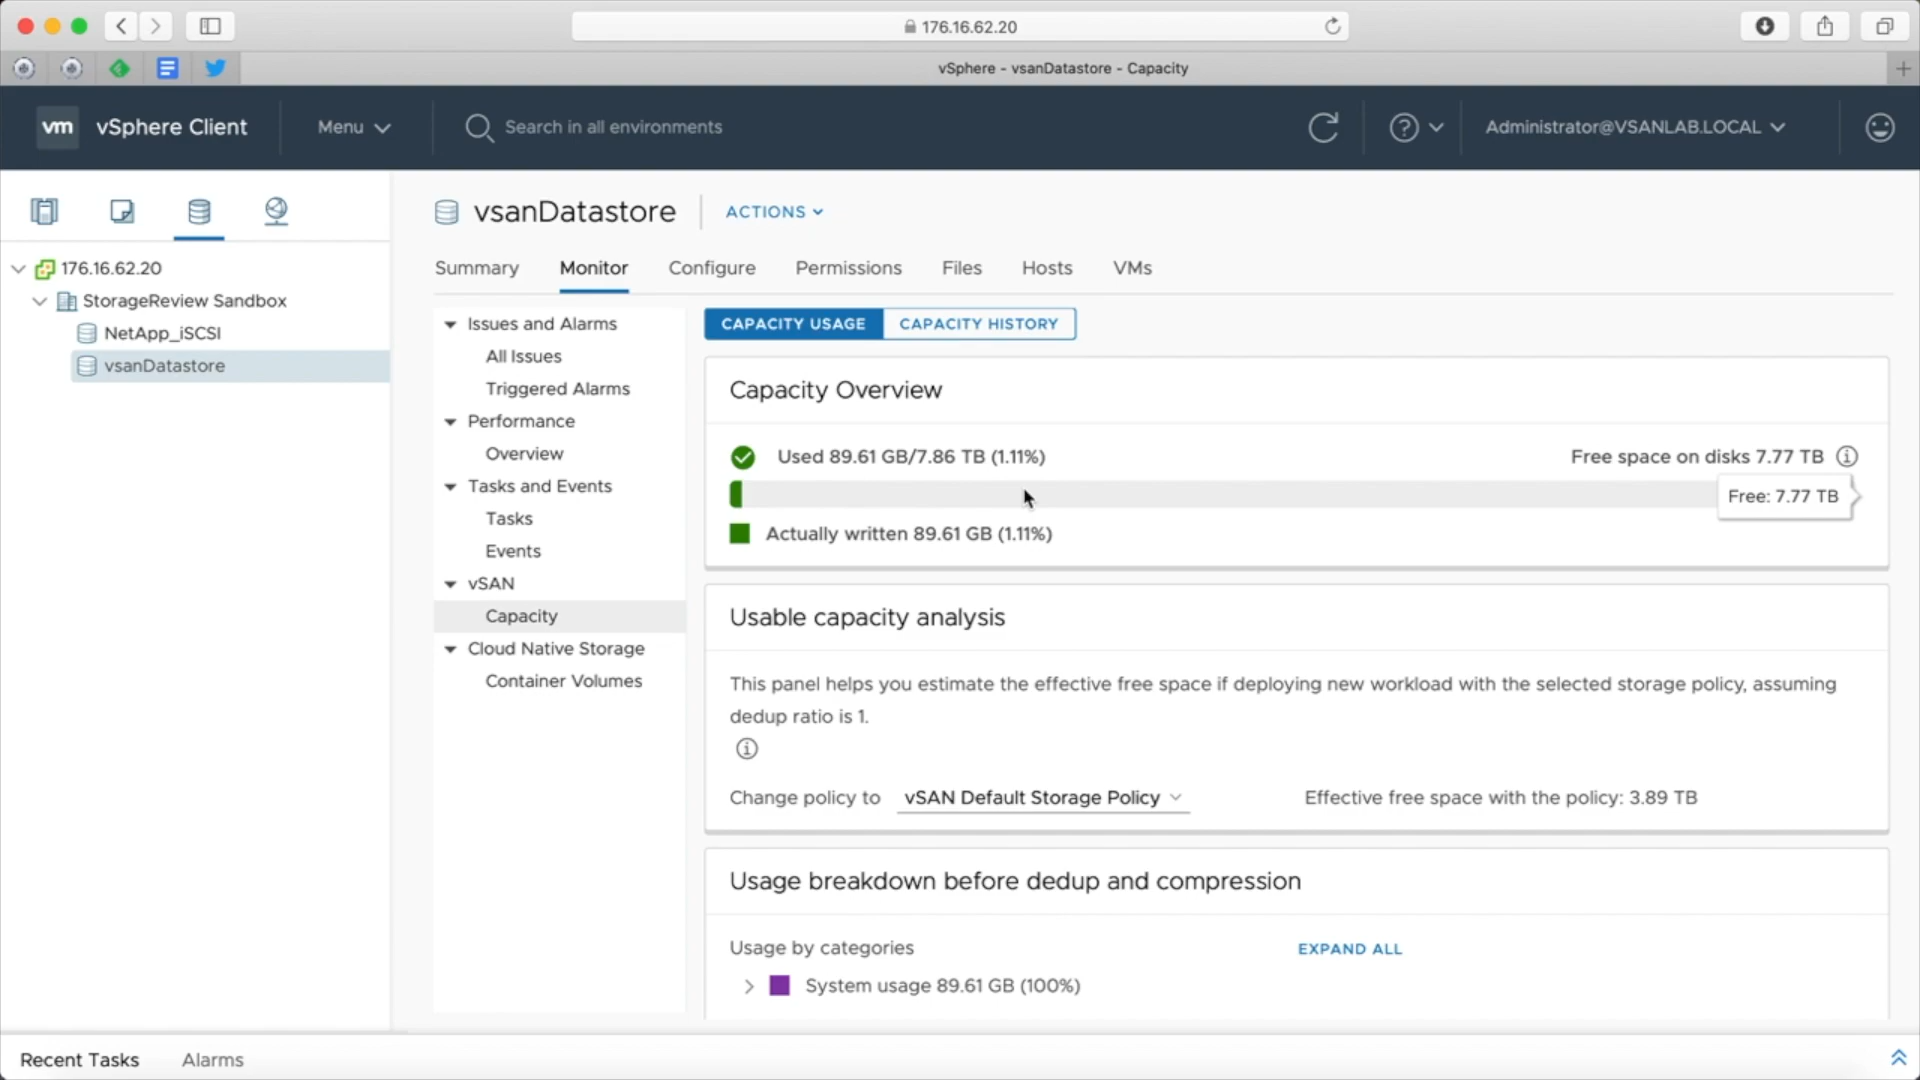 176.16.62.20
vSphere - vsanDatastore - Capacity
vm vSphere Client Menu Search in all environments Administrator@VSANLAB.LOCAL
176.16.62.20
StorageReview Sandbox
NetApp_iSCSI
vsanDatastore
vsanDatastore ACTIONS
Summary Monitor Configure Permissions Files Hosts VMs
Issues and Alarms
All Issues
Triggered Alarms
Performance
Overview
Tasks and Events
Tasks
Events
vSAN
Capacity
Cloud Native Storage
Container Volumes
CAPACITY USAGE CAPACITY HISTORY
Capacity Overview
Used 89.61 GB/7.86 TB (1.11%) Free space on disks 7.77 TB
Free: 7.77 TB
Actually written 89.61 GB (1.11%)
Usable capacity analysis
This panel helps you estimate the effective free space if deploying new workload with the selected storage policy, assuming
dedup ratio is 1.
Change policy to vSAN Default Storage Policy Effective free space with the policy: 3.89 TB
Usage breakdown before dedup and compression
Usage by categories EXPAND ALL
System usage 89.61 GB (100%)
Recent Tasks Alarms